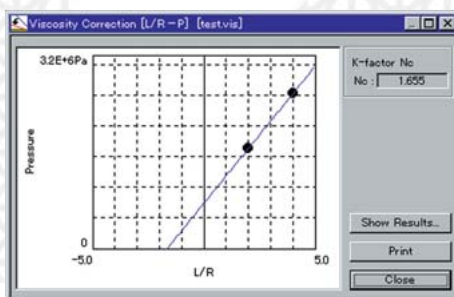 Viscosity Correction [L/R-P] [test.vis]
3.2E+6Pa
Pressure
0
-5.0
L/R
5.0
K-factor Nc
Nc : 1.655
Show Results...
Print
Close